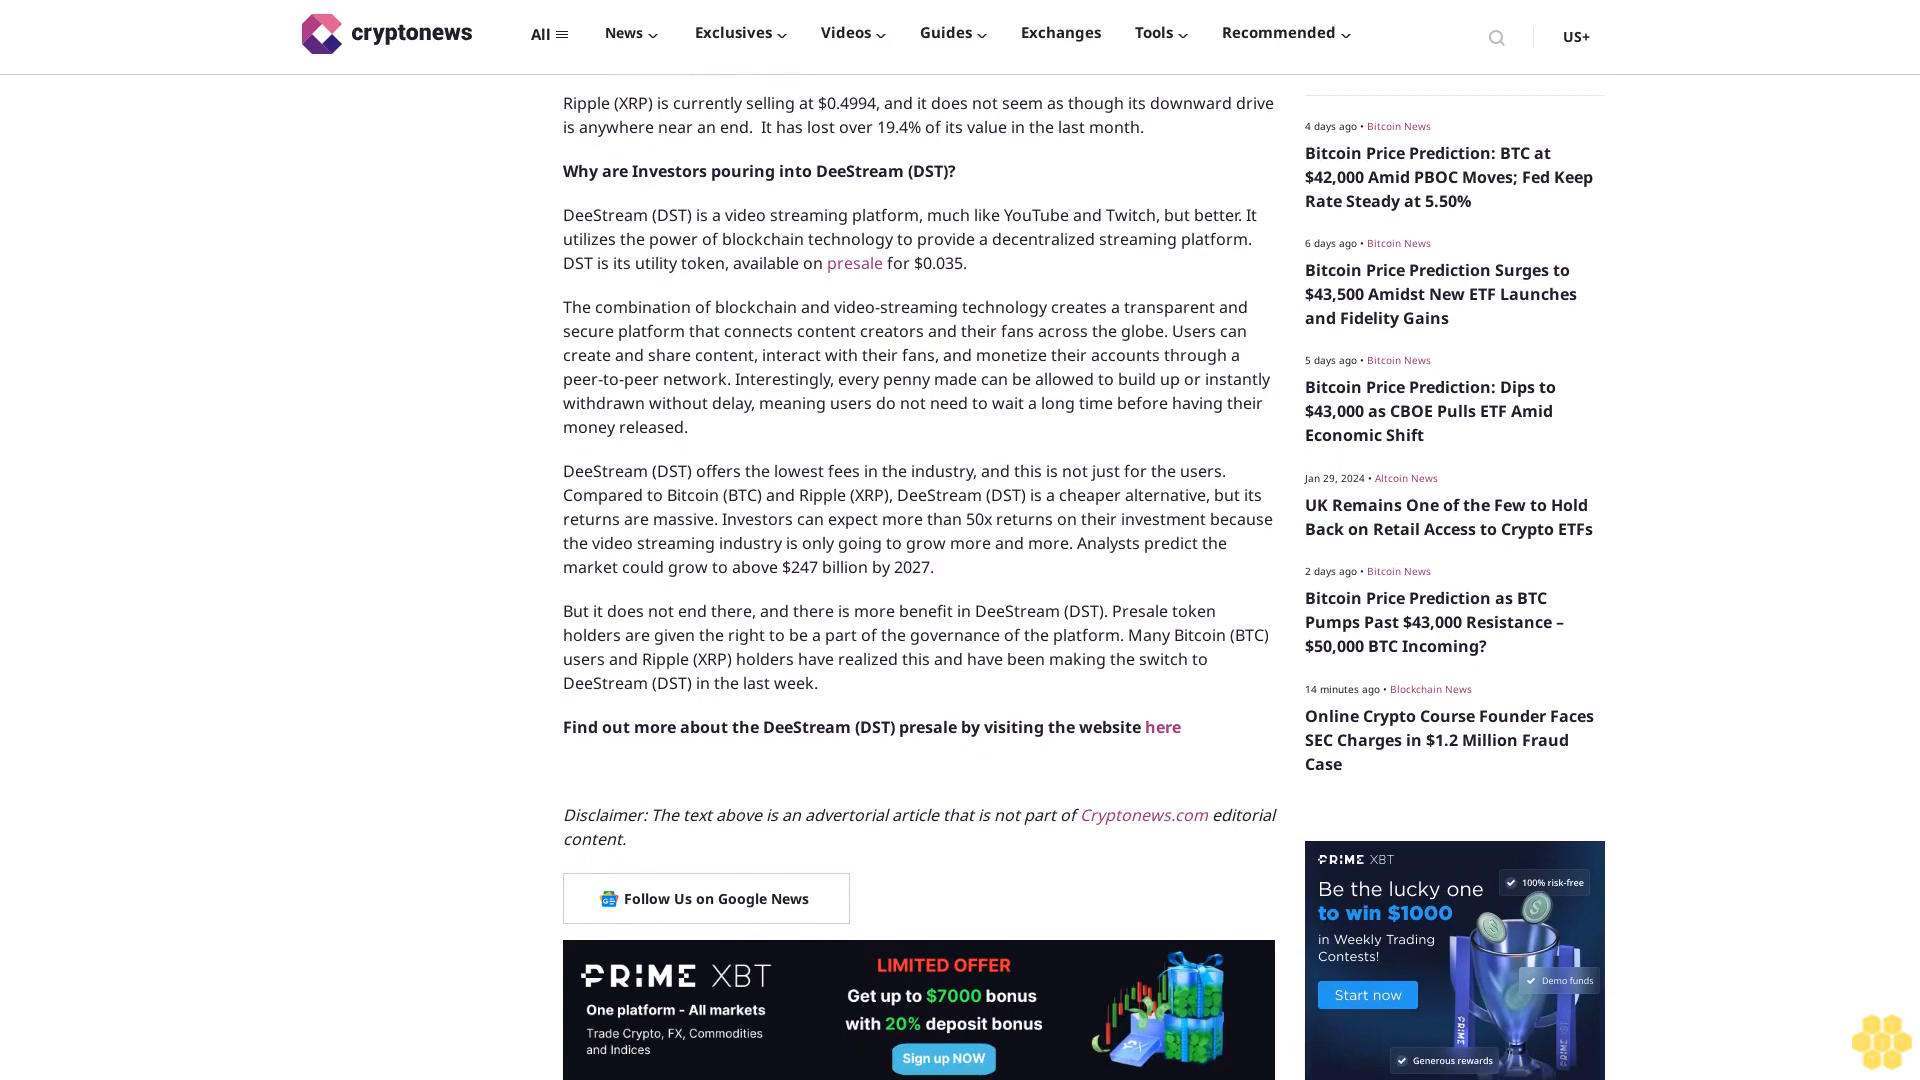 cryptonews
All
News
Exclusives
Videos
Guides
Exchanges
Tools
Recommended
US+
Ripple (XRP) is currently selling at $0.4994, and it does not seem as though its downward drive
is anywhere near an end.  It has lost over 19.4% of its value in the last month.
Why are Investors pouring into DeeStream (DST)?
DeeStream (DST) is a video streaming platform, much like YouTube and Twitch, but better. It
utilizes the power of blockchain technology to provide a decentralized streaming platform.
DST is its utility token, available on presale for $0.035.
The combination of blockchain and video-streaming technology creates a transparent and
secure platform that connects content creators and their fans across the globe. Users can
create and share content, interact with their fans, and monetize their accounts through a
peer-to-peer network. Interestingly, every penny made can be allowed to build up or instantly
withdrawn without delay, meaning users do not need to wait a long time before having their
money released.
DeeStream (DST) offers the lowest fees in the industry, and this is not just for the users.
Compared to Bitcoin (BTC) and Ripple (XRP), DeeStream (DST) is a cheaper alternative, but its
returns are massive. Investors can expect more than 50x returns on their investment because
the video streaming industry is only going to grow more and more. Analysts predict the
market could grow to above $247 billion by 2027.
But it does not end there, and there is more benefit in DeeStream (DST). Presale token
holders are given the right to be a part of the governance of the platform. Many Bitcoin (BTC)
users and Ripple (XRP) holders have realized this and have been making the switch to
DeeStream (DST) in the last week.
Find out more about the DeeStream (DST) presale by visiting the website here
Disclaimer: The text above is an advertorial article that is not part of Cryptonews.com editorial
content.
Follow Us on Google News
PRIME XBT
One platform - All markets
Trade Crypto, FX, Commodities
and Indices
LIMITED OFFER
Get up to $7000 bonus
with 20% deposit bonus
Sign up NOW
4 days ago • Bitcoin News
Bitcoin Price Prediction: BTC at
$42,000 Amid PBOC Moves; Fed Keep
Rate Steady at 5.50%
6 days ago • Bitcoin News
Bitcoin Price Prediction Surges to
$43,500 Amidst New ETF Launches
and Fidelity Gains
5 days ago • Bitcoin News
Bitcoin Price Prediction: Dips to
$43,000 as CBOE Pulls ETF Amid
Economic Shift
Jan 29, 2024 • Altcoin News
UK Remains One of the Few to Hold
Back on Retail Access to Crypto ETFs
2 days ago • Bitcoin News
Bitcoin Price Prediction as BTC
Pumps Past $43,000 Resistance –
$50,000 BTC Incoming?
14 minutes ago • Blockchain News
Online Crypto Course Founder Faces
SEC Charges in $1.2 Million Fraud
Case
PRIME XBT
Be the lucky one
to win $1000
in Weekly Trading
Contests!
Start now
100% risk-free
Demo funds
Generous rewards
PRIME
PRIME